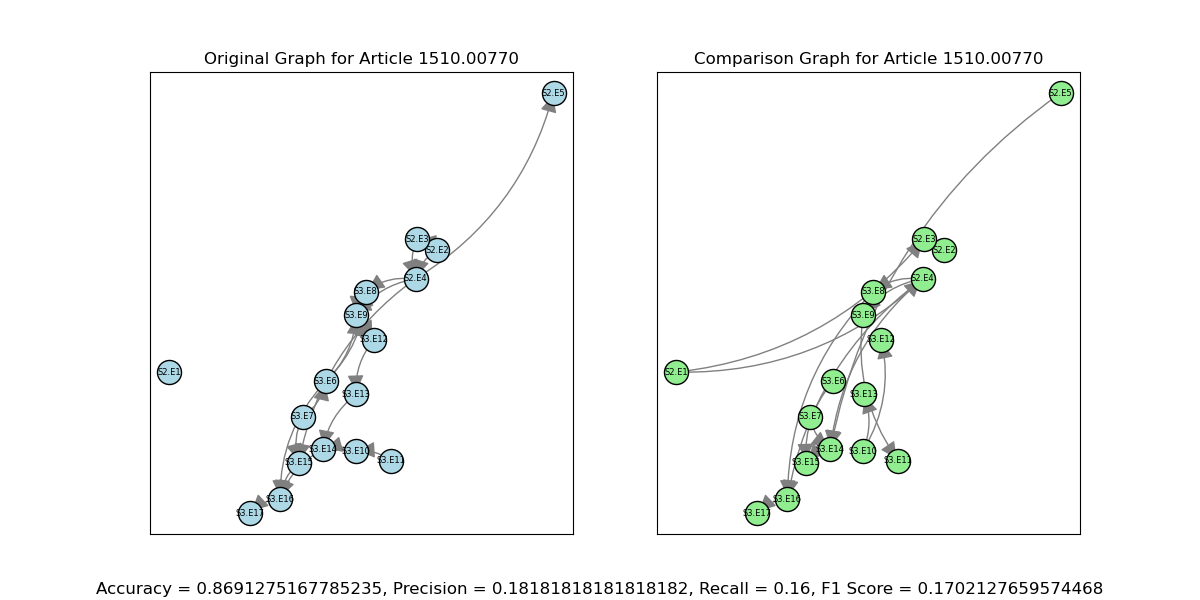 Original Graph for Article 1510.00770
Comparison Graph for Article 1510.00770
S2.E5
S2.E3
S2.E2
S2.E4
S3.E8
S3.E9
S3.E12
S2.E1
S3.E6
S3.E13
S3.E7
S3.E14
S3.E10
S3.E15
S3.E11
S3.E16
S3.E17
S2.E5
S2.E3
S2.E2
S2.E4
S3.E8
S3.E9
S3.E12
S2.E1
S3.E6
S3.E13
S3.E7
S3.E14
S3.E10
S3.E15
S3.E11
S3.E16
S3.E17
Accuracy = 0.8691275167785235, Precision = 0.18181818181818182, Recall = 0.16, F1 Score = 0.1702127659574468